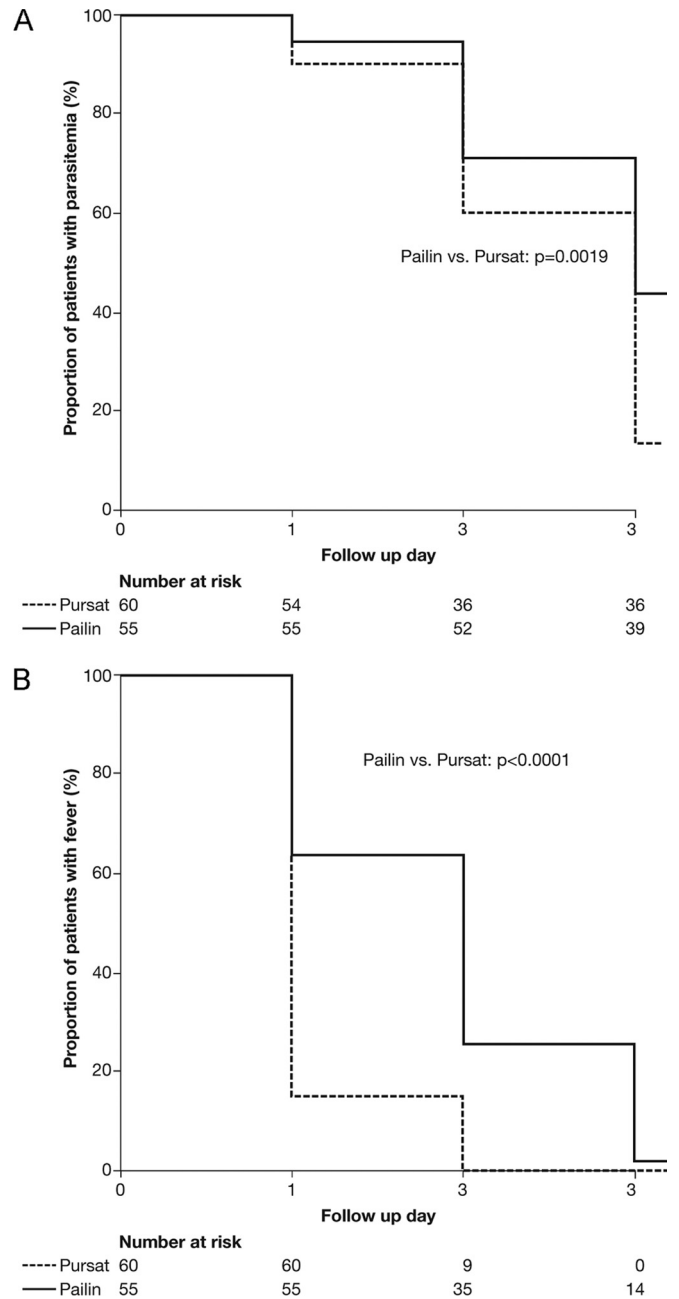 A
Proportion of patients with parasitemia (%)
100
80
60
40
20
0
Pailin vs. Pursat: p=0.0019
0 1 3 3
Follow up day
Number at risk
Pursat 60 54 36 36
Pailin 55 55 52 39
B
Proportion of patients with fever (%)
100
80
60
40
20
0
Pailin vs. Pursat: p<0.0001
0 1 3 3
Follow up day
Number at risk
Pursat 60 60 9 0
Pailin 55 55 35 14